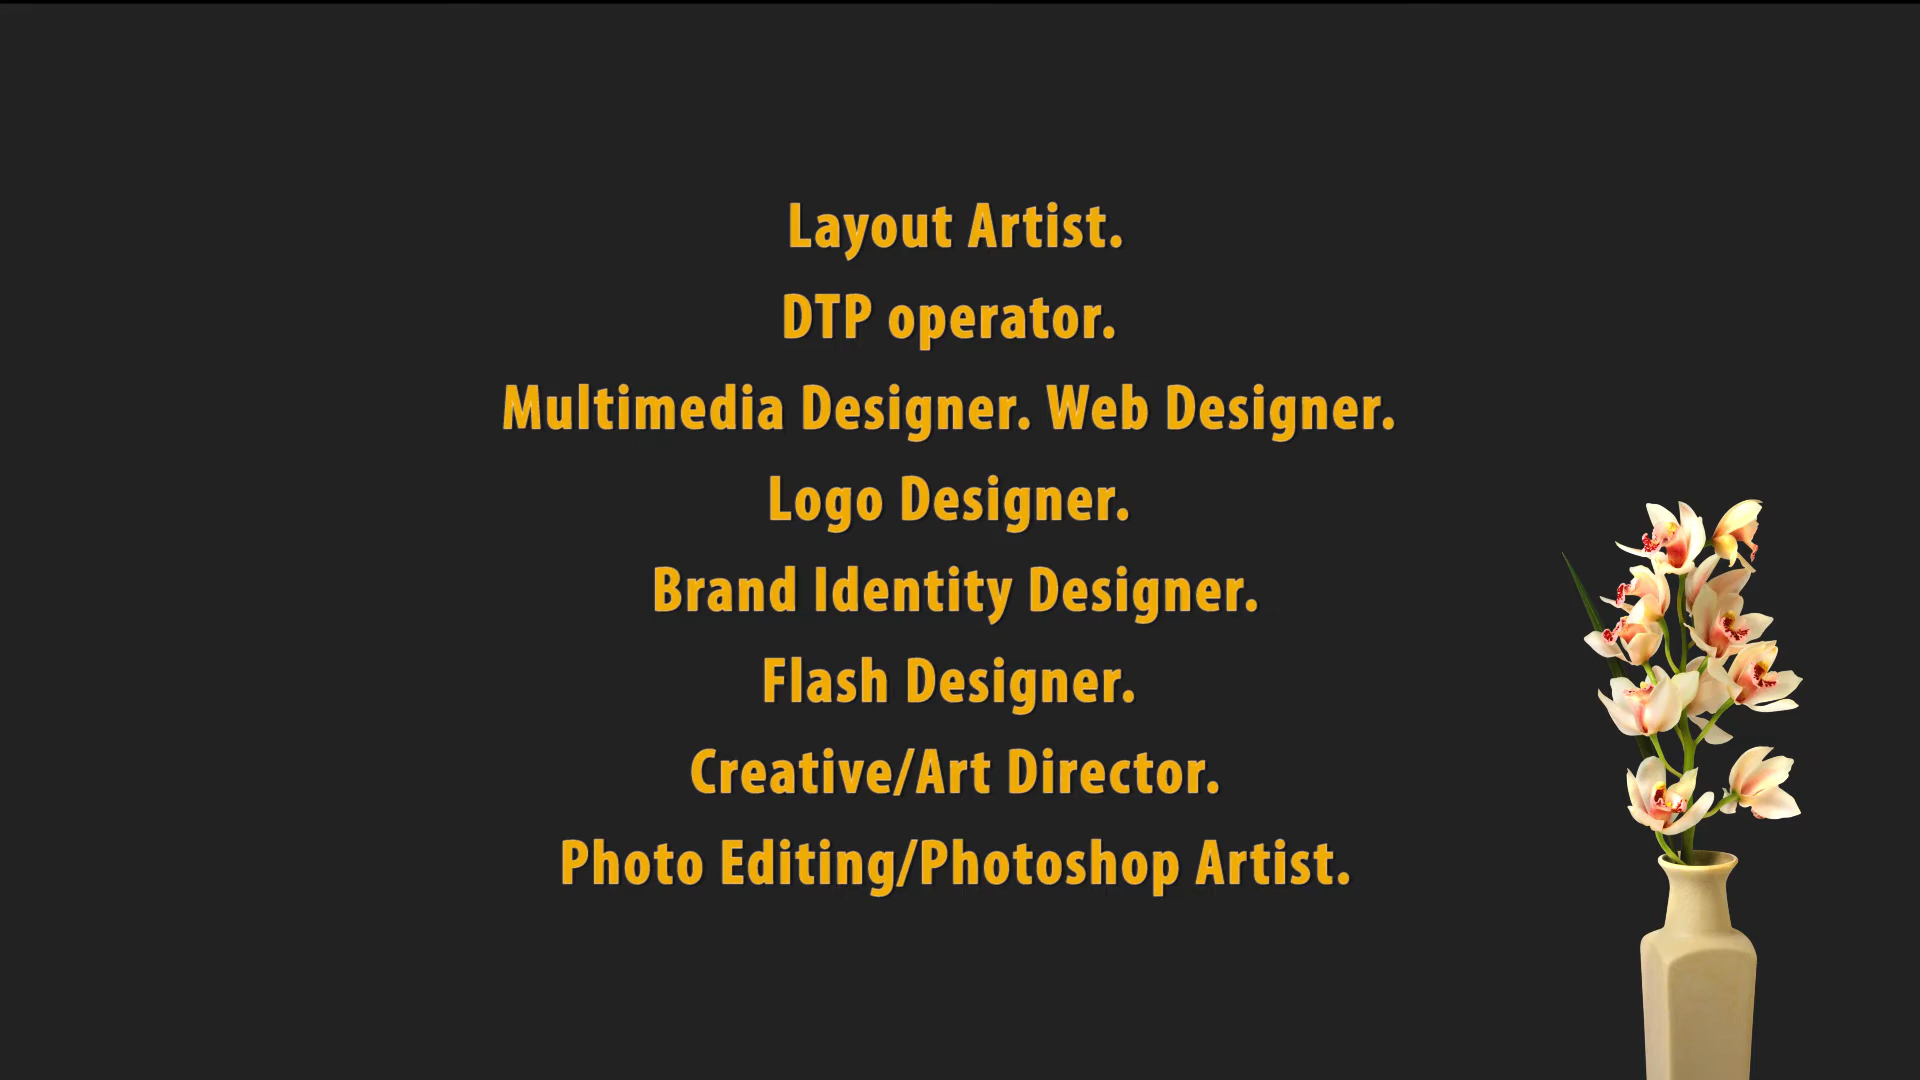 Layout Artist.
DTP operator.
Multimedia Designer. Web Designer.
Logo Designer.
Brand Identity Designer.
Flash Designer.
Creative/Art Director.
Photo Editing/Photoshop Artist.